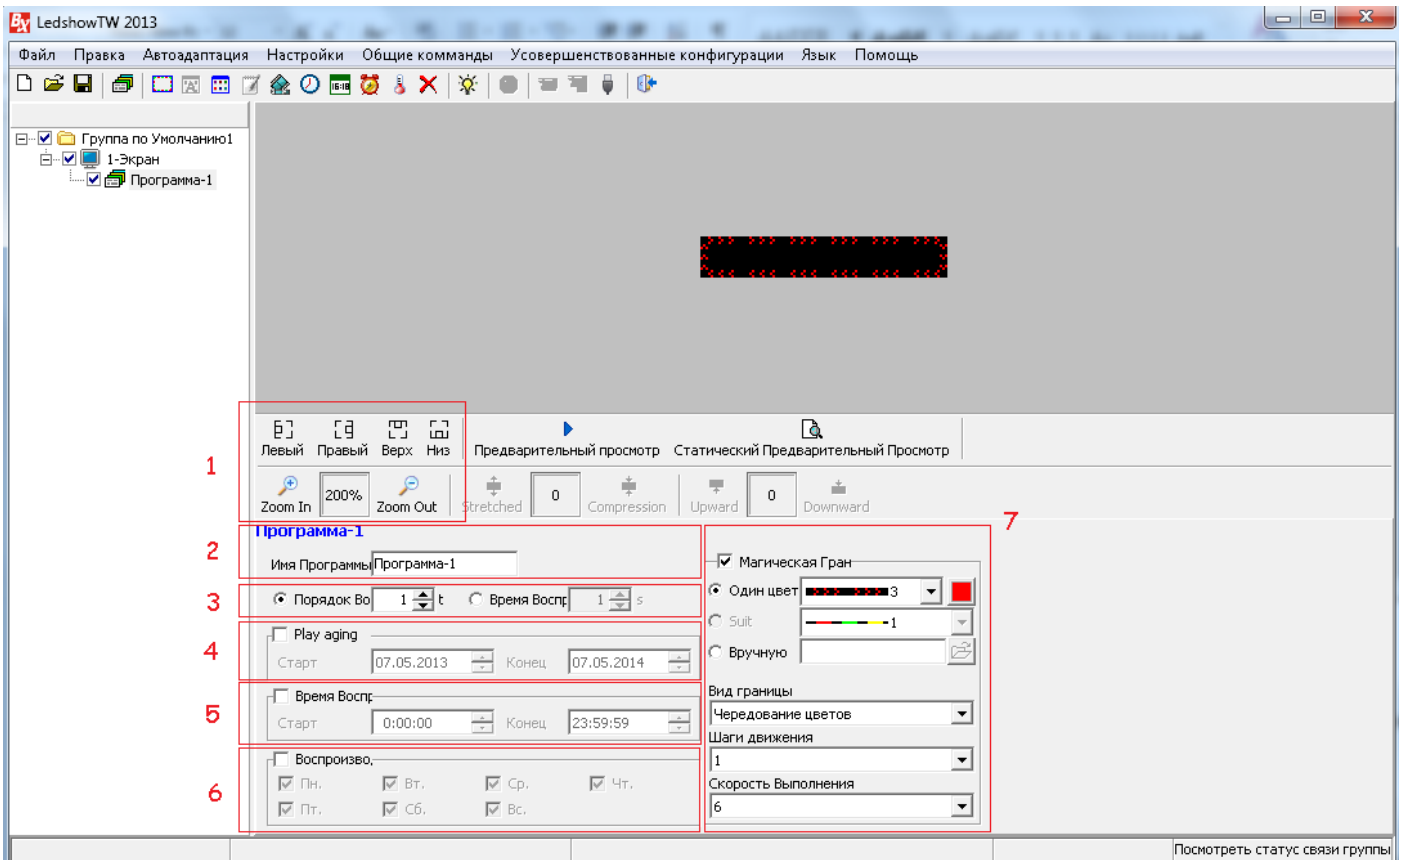 LedshowTW 2013
Файл Правка Автоадаптация Настройки Общие комманды Усовершенствованные конфигурации Язык Помощь
16:18
Группа по Умолчанию1
1-Экран
Программа-1
Левый Правый Верх Низ Предварительный просмотр Статический Предварительный Просмотр
1
Zoom In 200% Zoom Out Stretched 0 Compression Upward 0 Downward
7
Программа-1
2
Имя Программы Программа-1
Магическая Гран
3
Порядок Во 1 t Время Воспр 1 s
Один цвет 3
Suit 1
Вручную
4
Play aging
Старт 07.05.2013 Конец 07.05.2014
5
Время Воспр
Старт 0:00:00 Конец 23:59:59
Вид границы
Чередование цветов
Шаги движения
1
6
Воспроизво,
Пн. Вт. Ср. Чт.
Пт. Сб. Вс.
Скорость Выполнения
6
Посмотреть статус связи группы